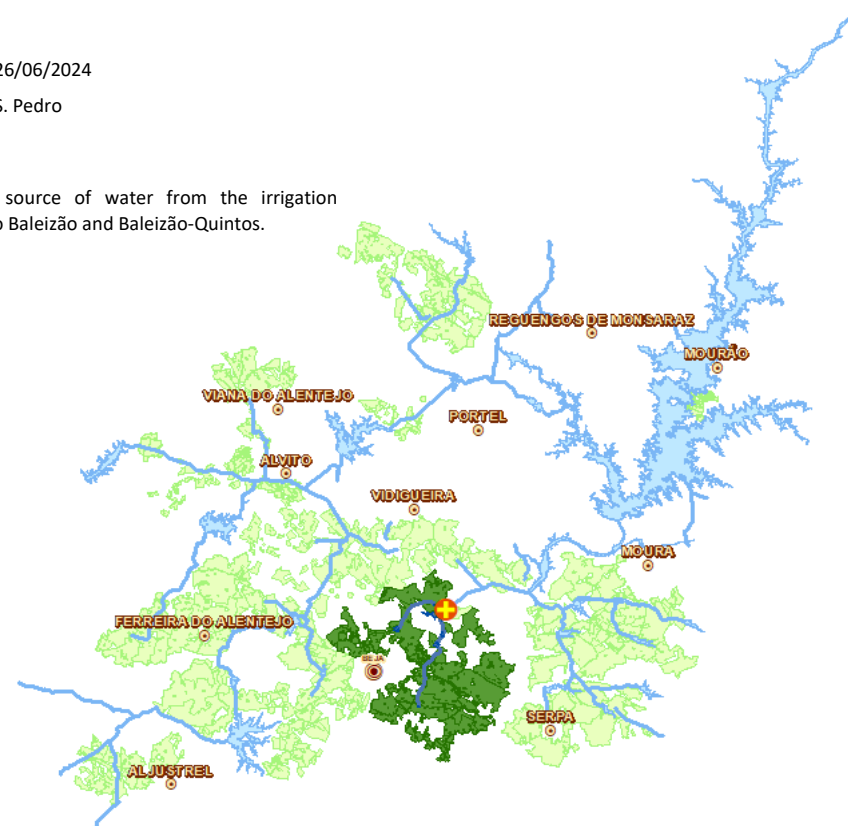 26/06/2024
S. Pedro
source of water from the irrigation
o Baleizão and Baleizão-Quintos.
REGUENGOS DE MONSARAZ
MOURÃO
VIANA DO ALENTEJO
PORTEL
ALVITO
VIDIGUEIRA
MOURA
FERREIRA DO ALENTEJO
BEJA
SERPA
ALJUSTREL